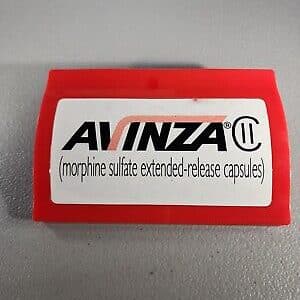 AVINZA® CII
(morphine sulfate extended-release capsules)